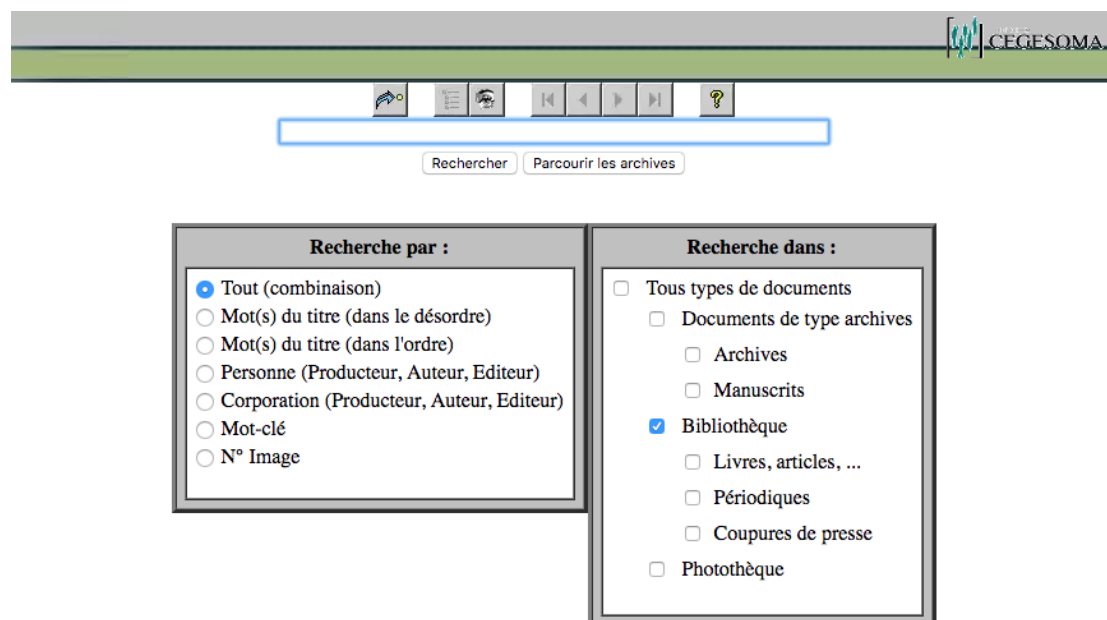 CEGESOMA
Rechercher
Parcourir les archives
Recherche par :
Tout (combinaison)
Mot(s) du titre (dans le désordre)
Mot(s) du titre (dans l'ordre)
Personne (Producteur, Auteur, Editeur)
Corporation (Producteur, Auteur, Editeur)
Mot-clé
N° Image
Recherche dans :
Tous types de documents
Documents de type archives
Archives
Manuscrits
Bibliothèque
Livres, articles, ...
Périodiques
Coupures de presse
Photothèque